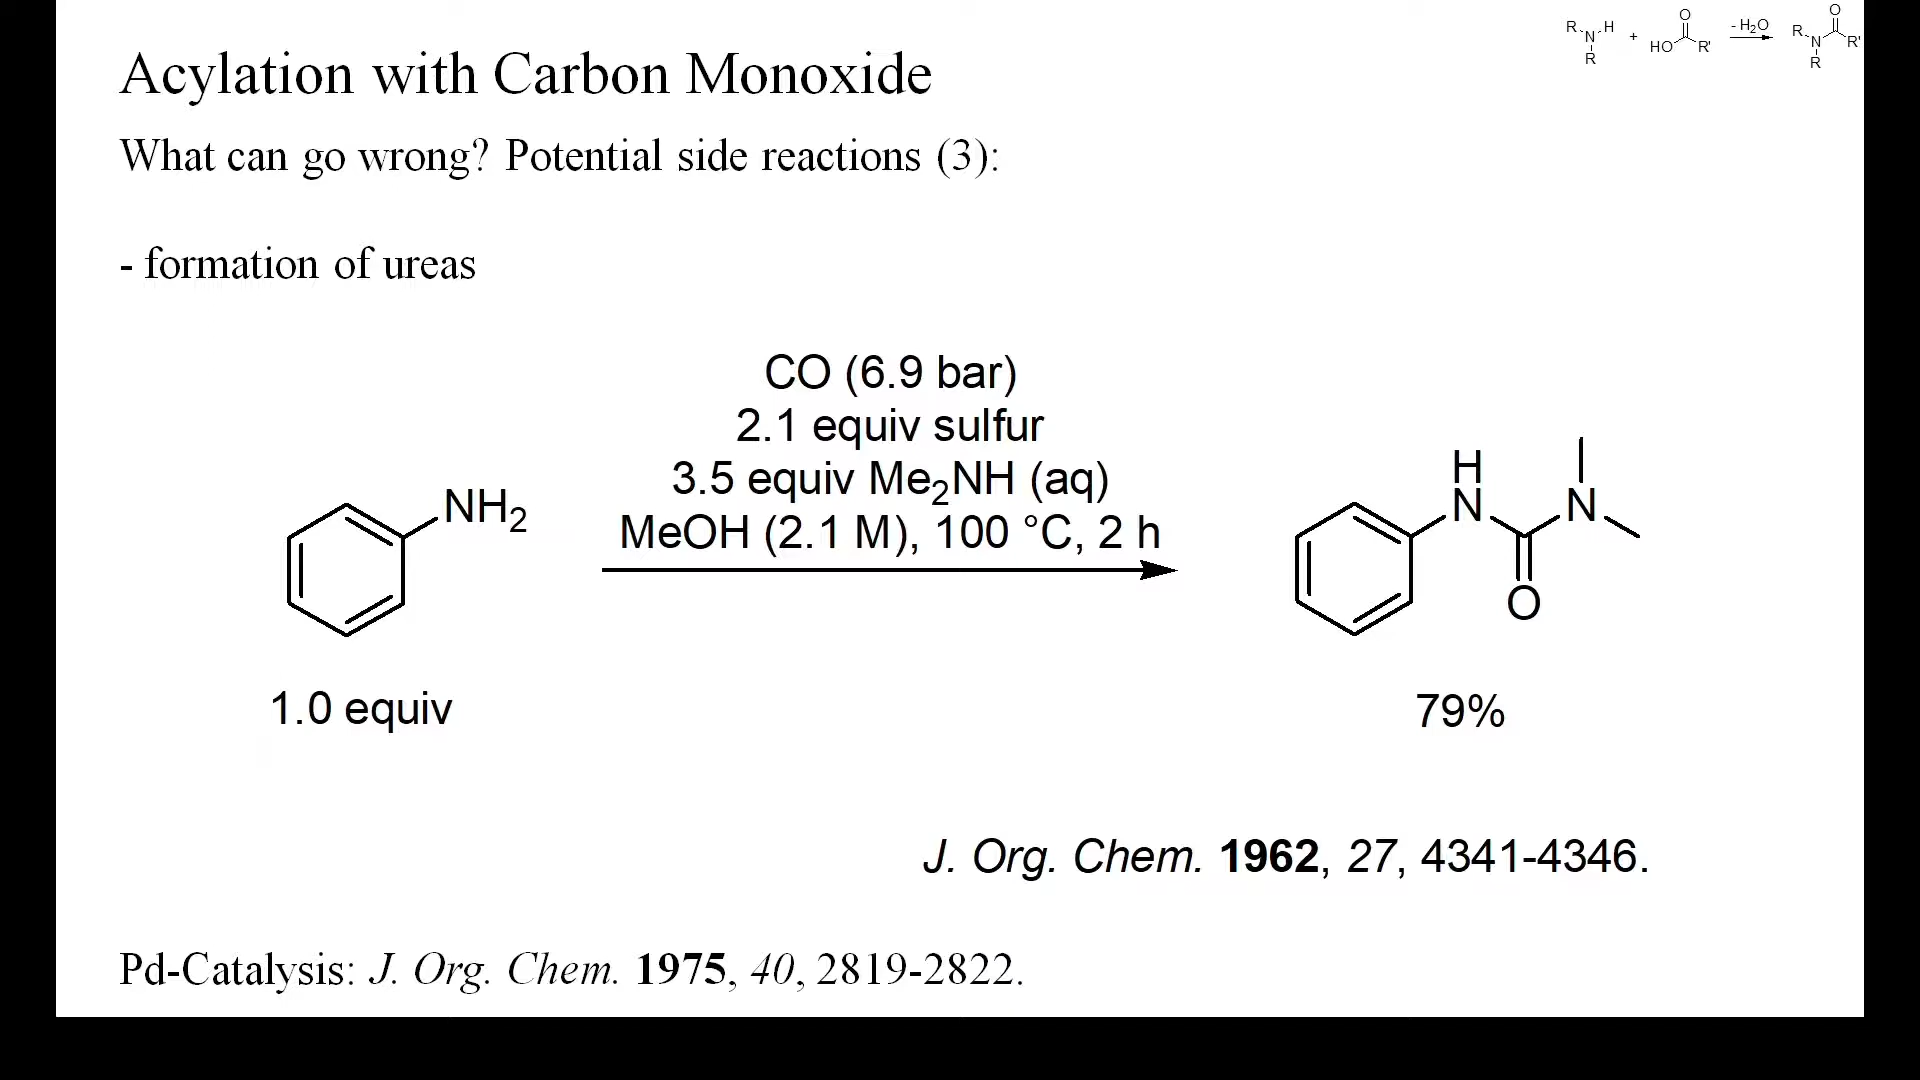 Acylation with Carbon Monoxide
R N H R + HO O R' - H₂O R N O R' R
What can go wrong? Potential side reactions (3):
- formation of ureas
CO (6.9 bar)
2.1 equiv sulfur
3.5 equiv Me₂NH (aq)
MeOH (2.1 M), 100 °C, 2 h
NH₂
H
N
N
O
1.0 equiv
79%
J. Org. Chem. 1962, 27, 4341-4346.
Pd-Catalysis: J. Org. Chem. 1975, 40, 2819-2822.